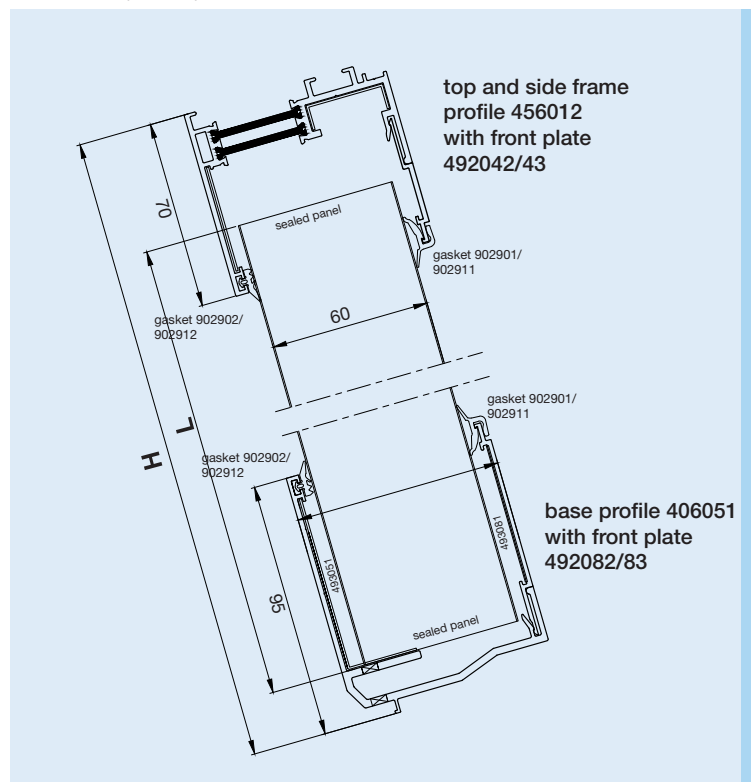 top and side frame
profile 456012
with front plate
492042/43
70
sealed panel
gasket 902901/
902911
gasket 902902/
902912
60
gasket 902901/
902911
L
H
gasket 902902/
902912
base profile 406051
with front plate
492082/83
493081
493051
95
sealed panel